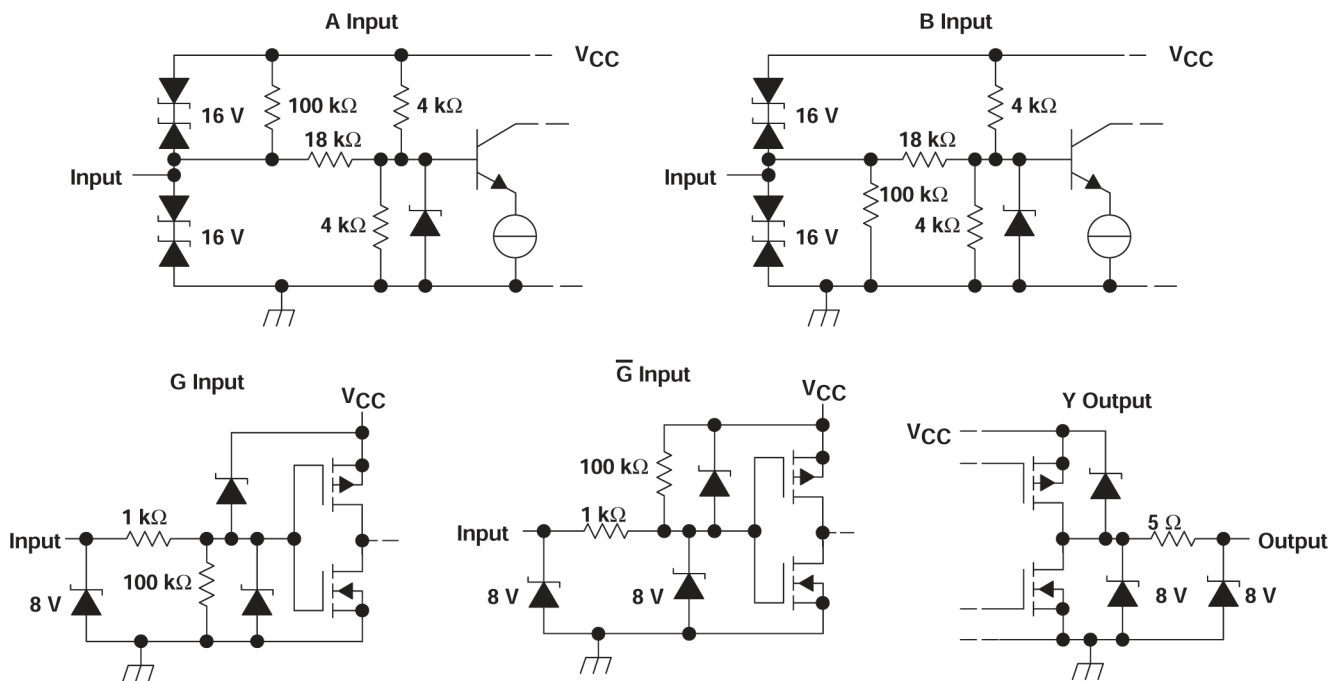 A Input
VCC
16 V
100 kΩ
4 kΩ
18 kΩ
Input
16 V
4 kΩ
B Input
VCC
16 V
4 kΩ
18 kΩ
Input
100 kΩ
16 V
4 kΩ
G Input
VCC
1 kΩ
Input
100 kΩ
8 V
G̅ Input
VCC
100 kΩ
Input
1 kΩ
8 V
8 V
Y Output
VCC
5 Ω
Output
8 V
8 V